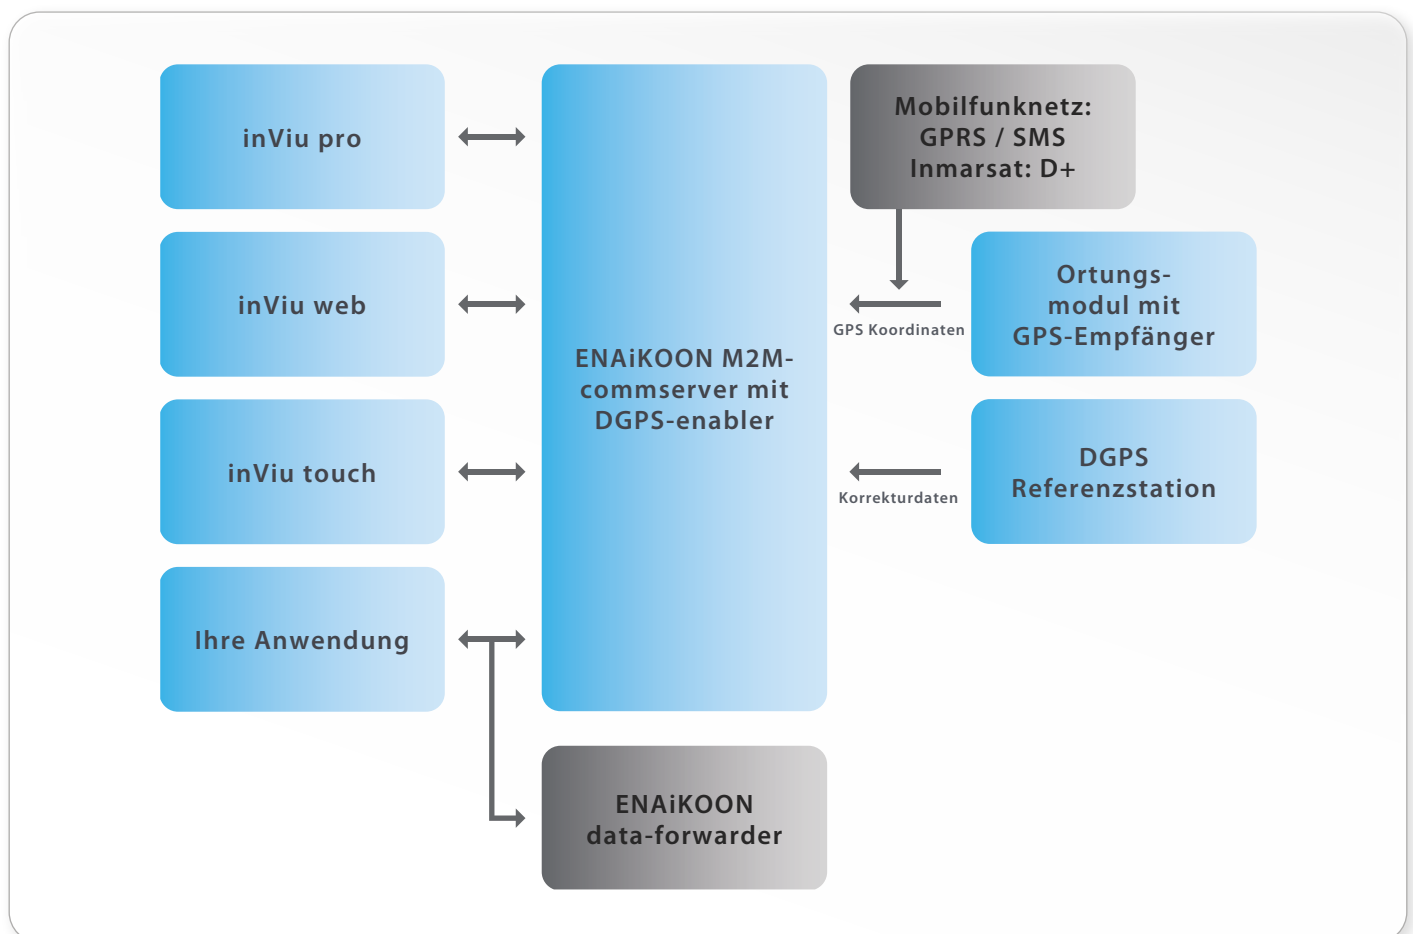 inViu pro
inViu web
inViu touch
Ihre Anwendung
ENAiKOON M2M-
commserver mit
DGPS-enabler
ENAiKOON
data-forwarder
Mobilfunknetz:
GPRS / SMS
Inmarsat: D+
GPS Koordinaten
Ortungs-
modul mit
GPS-Empfänger
Korrekturdaten
DGPS
Referenzstation